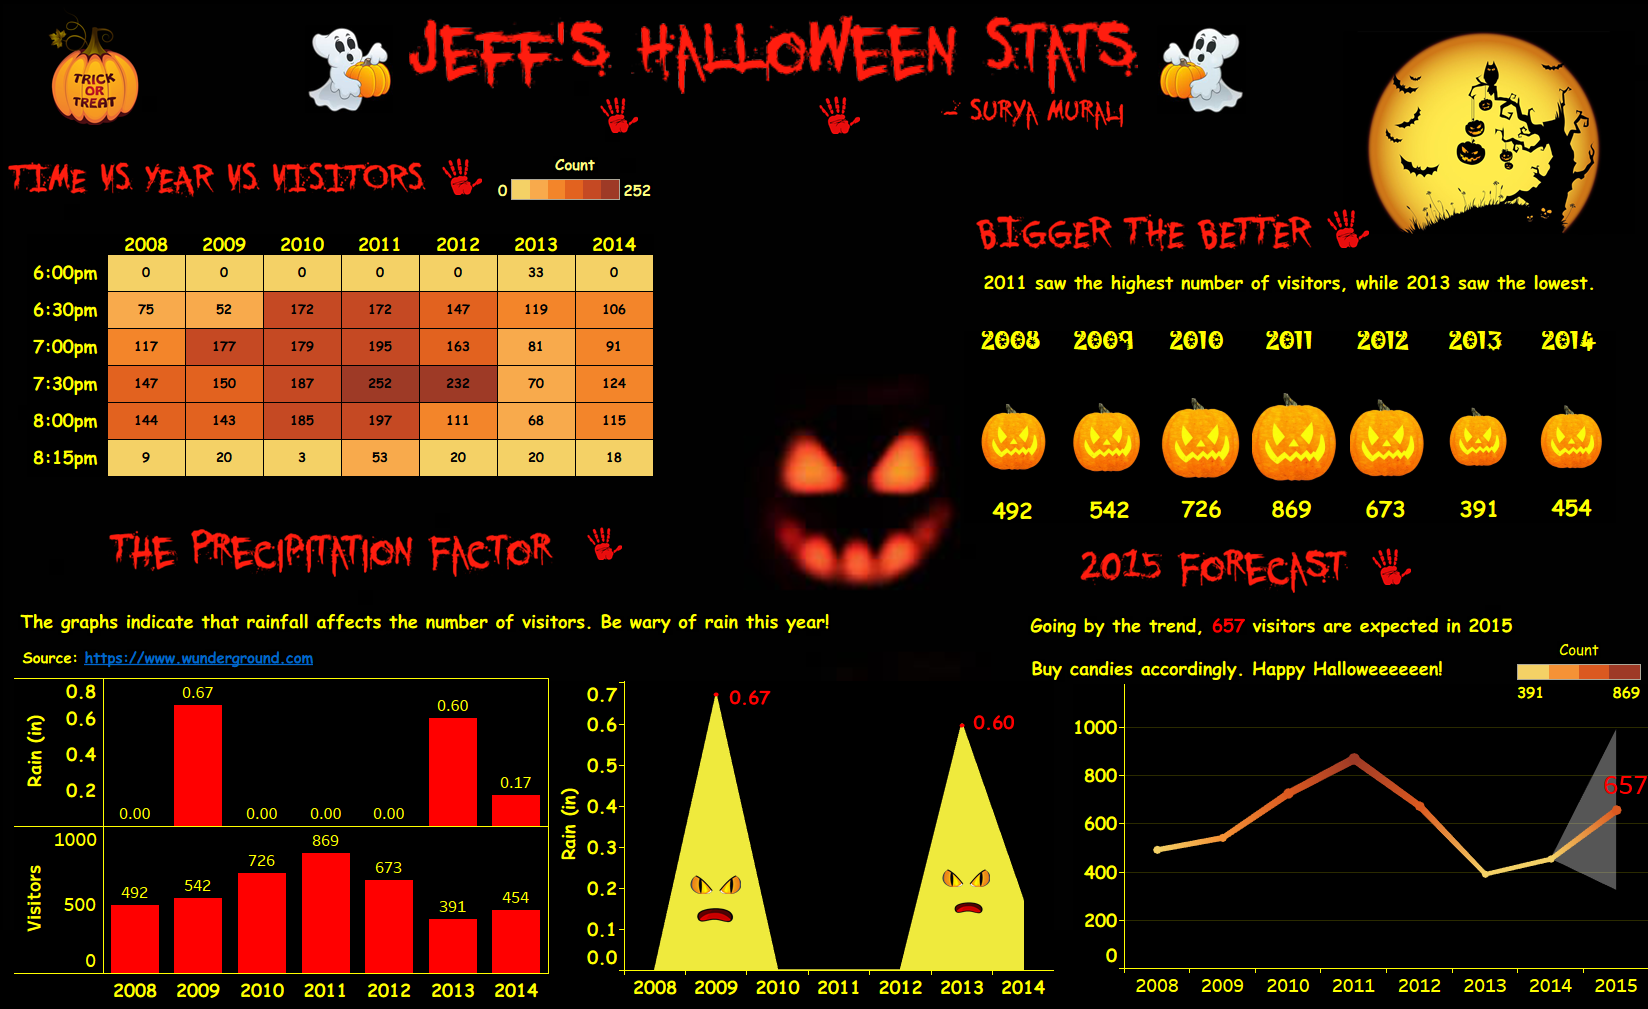 TRICK
OR
TREAT
JEFF'S HALLOWEEN STATS
- SURYA MURALI
TIME VS YEAR VS VISITORS
Count
0 252
2008 2009 2010 2011 2012 2013 2014
6:00pm 0 0 0 0 0 33 0
6:30pm 75 52 172 172 147 119 106
7:00pm 117 177 179 195 163 81 91
7:30pm 147 150 187 252 232 70 124
8:00pm 144 143 185 197 111 68 115
8:15pm 9 20 3 53 20 20 18
BIGGER THE BETTER
2011 saw the highest number of visitors, while 2013 saw the lowest.
2008 2009 2010 2011 2012 2013 2014
492 542 726 869 673 391 454
THE PRECIPITATION FACTOR
The graphs indicate that rainfall affects the number of visitors. Be wary of rain this year!
Source: https://www.wunderground.com
Rain (in)
0.8
0.6
0.4
0.2
0.00 0.67 0.00 0.00 0.00 0.60 0.17
Visitors
1000
500
0
492 542 726 869 673 391 454
2008 2009 2010 2011 2012 2013 2014
Rain (in)
0.7
0.6
0.5
0.4
0.3
0.2
0.1
0.0
0.67
0.60
2008 2009 2010 2011 2012 2013 2014
2015 FORECAST
Going by the trend, 657 visitors are expected in 2015
Buy candies accordingly. Happy Halloweeeeeen!
Count
391 869
1000
800
600
400
200
0
657
2008 2009 2010 2011 2012 2013 2014 2015